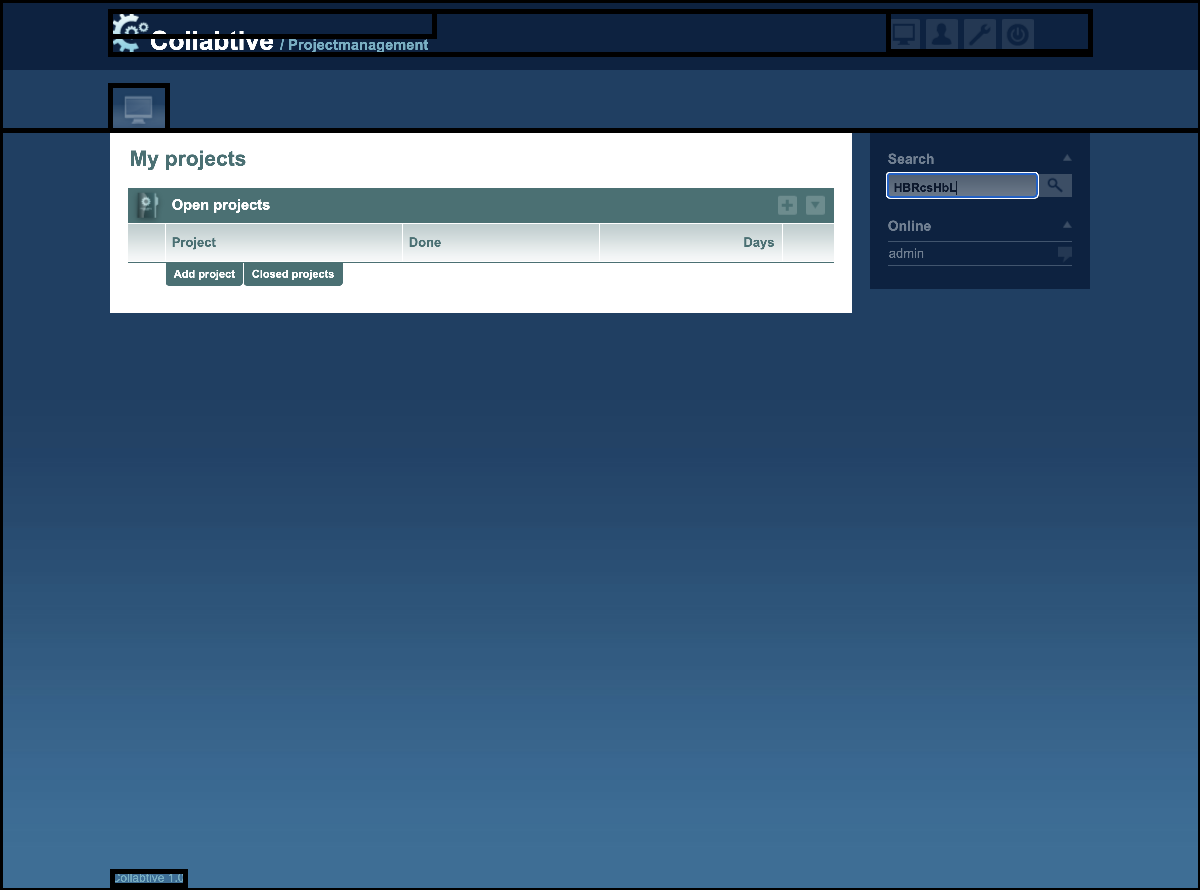 Collabtive / Projectmanagement
My projects
Open projects
Project Done Days
Add project Closed projects
Search
HBRcsHbL
Online
admin
Collabtive 1.0